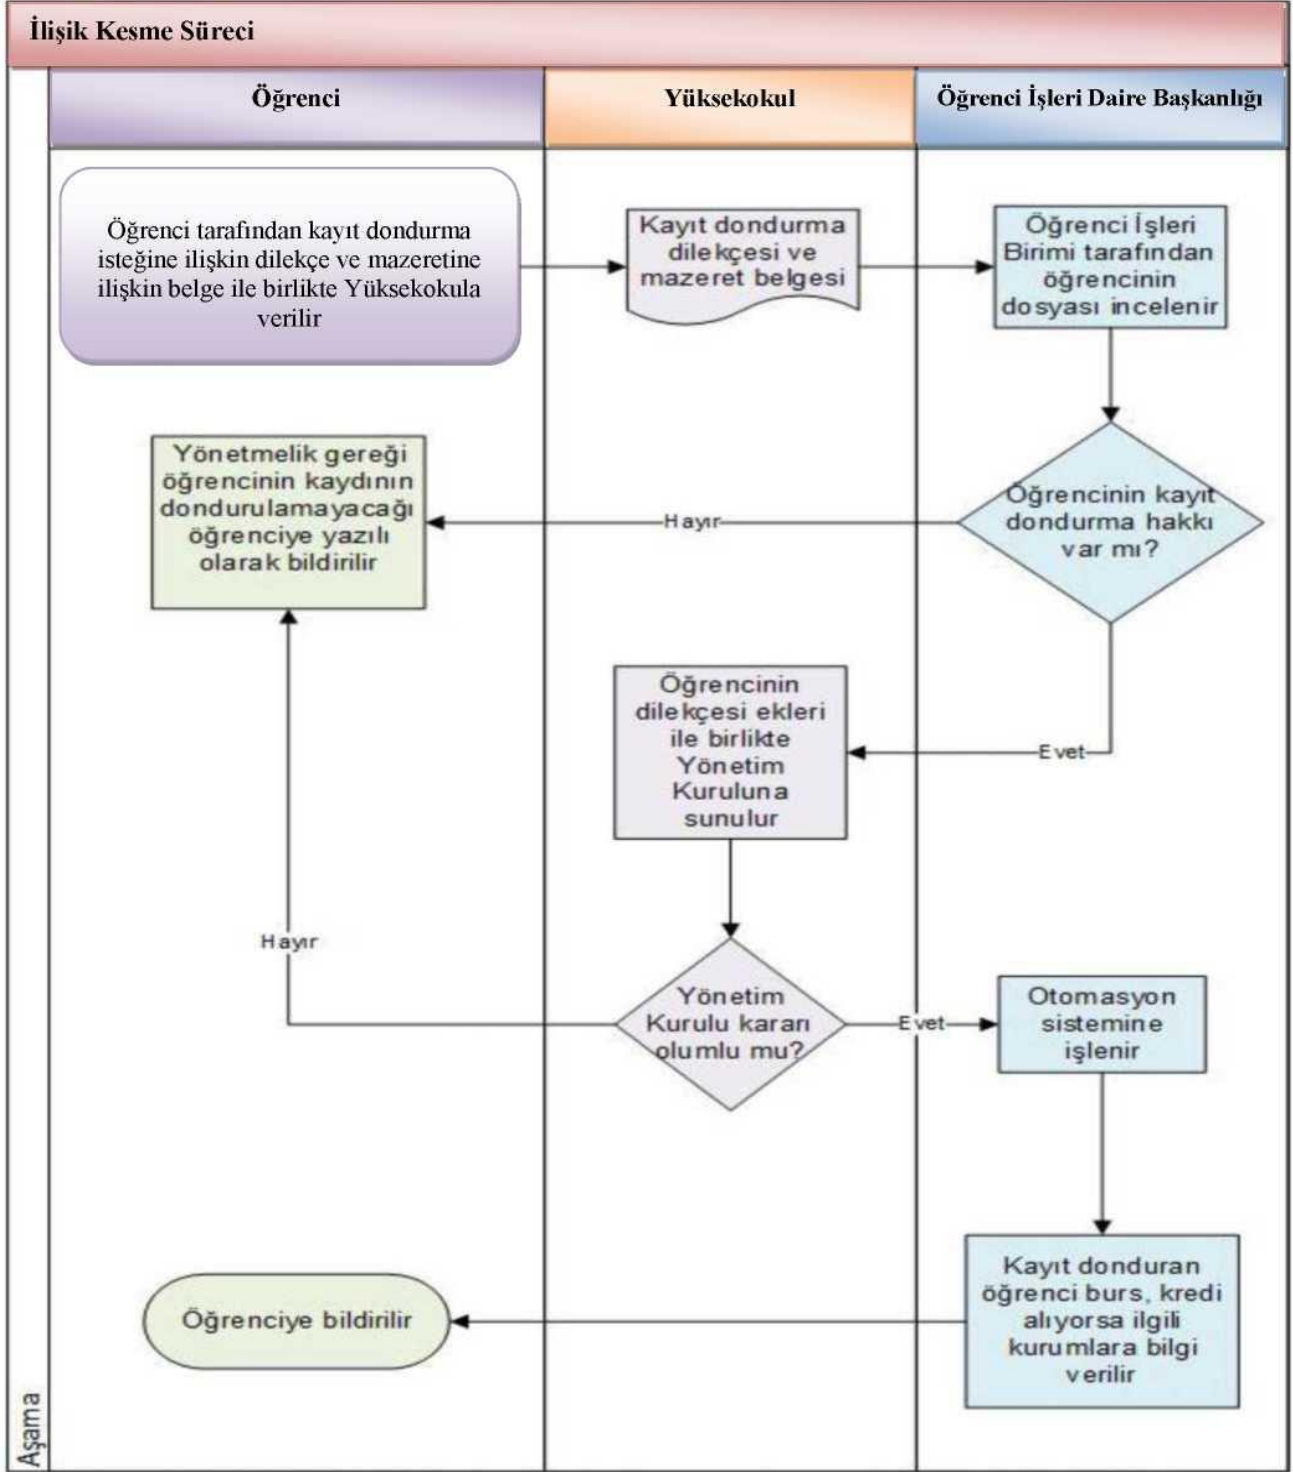 İlişik Kesme Süreci
Öğrenci
Yüksekokul
Öğrenci İşleri Daire Başkanlığı
Öğrenci tarafından kayıt dondurma
isteğine ilişkin dilekçe ve mazeretine
ilişkin belge ile birlikte Yüksekokula
verilir
Kayıt dondurma
dilekçesi ve
mazeret belgesi
Öğrenci İşleri
Birimi tarafından
öğrencinin
dosyası incelenir
Öğrencinin kayıt
dondurma hakkı
var mı?
Hayır
Yönetmelik gereği
öğrencinin kaydının
dondurulamayacağı
öğrenciye yazılı
olarak bildirilir
Evet
Öğrencinin
dilekçesi ekleri
ile birlikte
Yönetim
Kuruluna
sunulur
Yönetim
Kurulu kararı
olumlu mu?
Hayır
Evet
Otomasyon
sistemine
işlenir
Kayıt donduran
öğrenci burs, kredi
alıyorsa ilgili
kurumlara bilgi
verilir
Öğrenciye bildirilir
Aşama